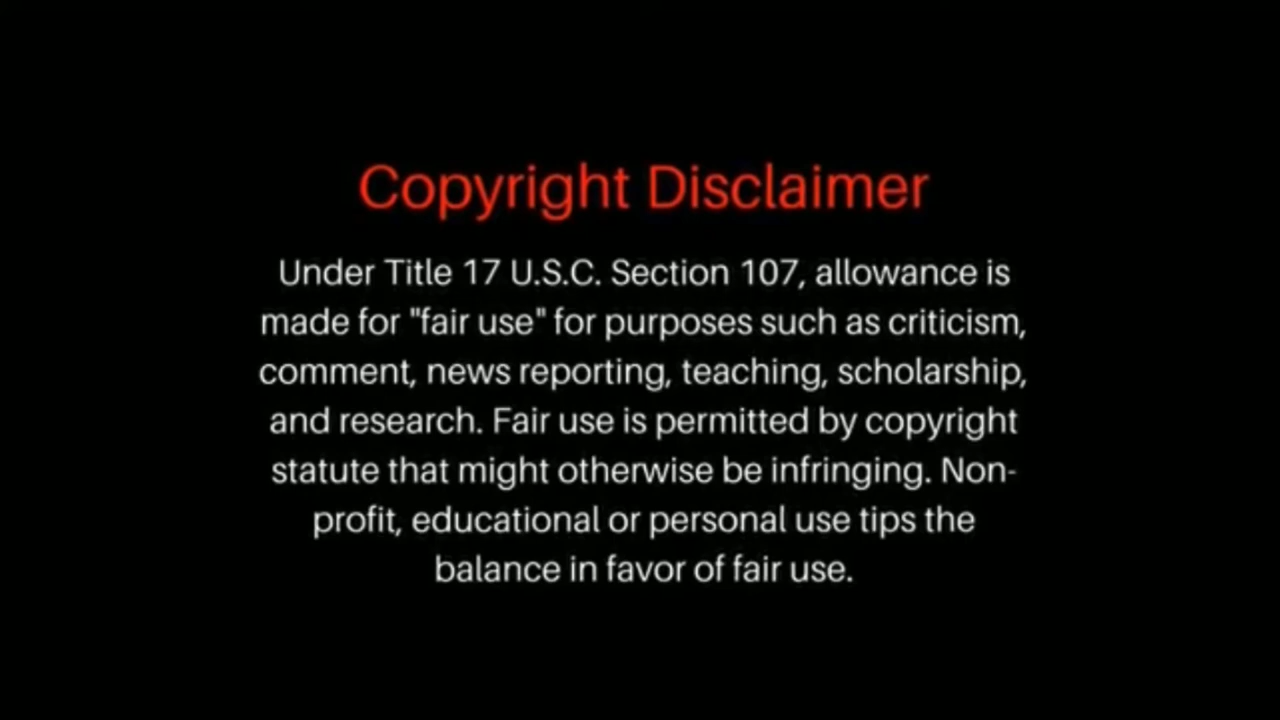 Copyright Disclaimer
Under Title 17 U.S.C. Section 107, allowance is
made for "fair use" for purposes such as criticism,
comment, news reporting, teaching, scholarship,
and research. Fair use is permitted by copyright
statute that might otherwise be infringing. Non-
profit, educational or personal use tips the
balance in favor of fair use.